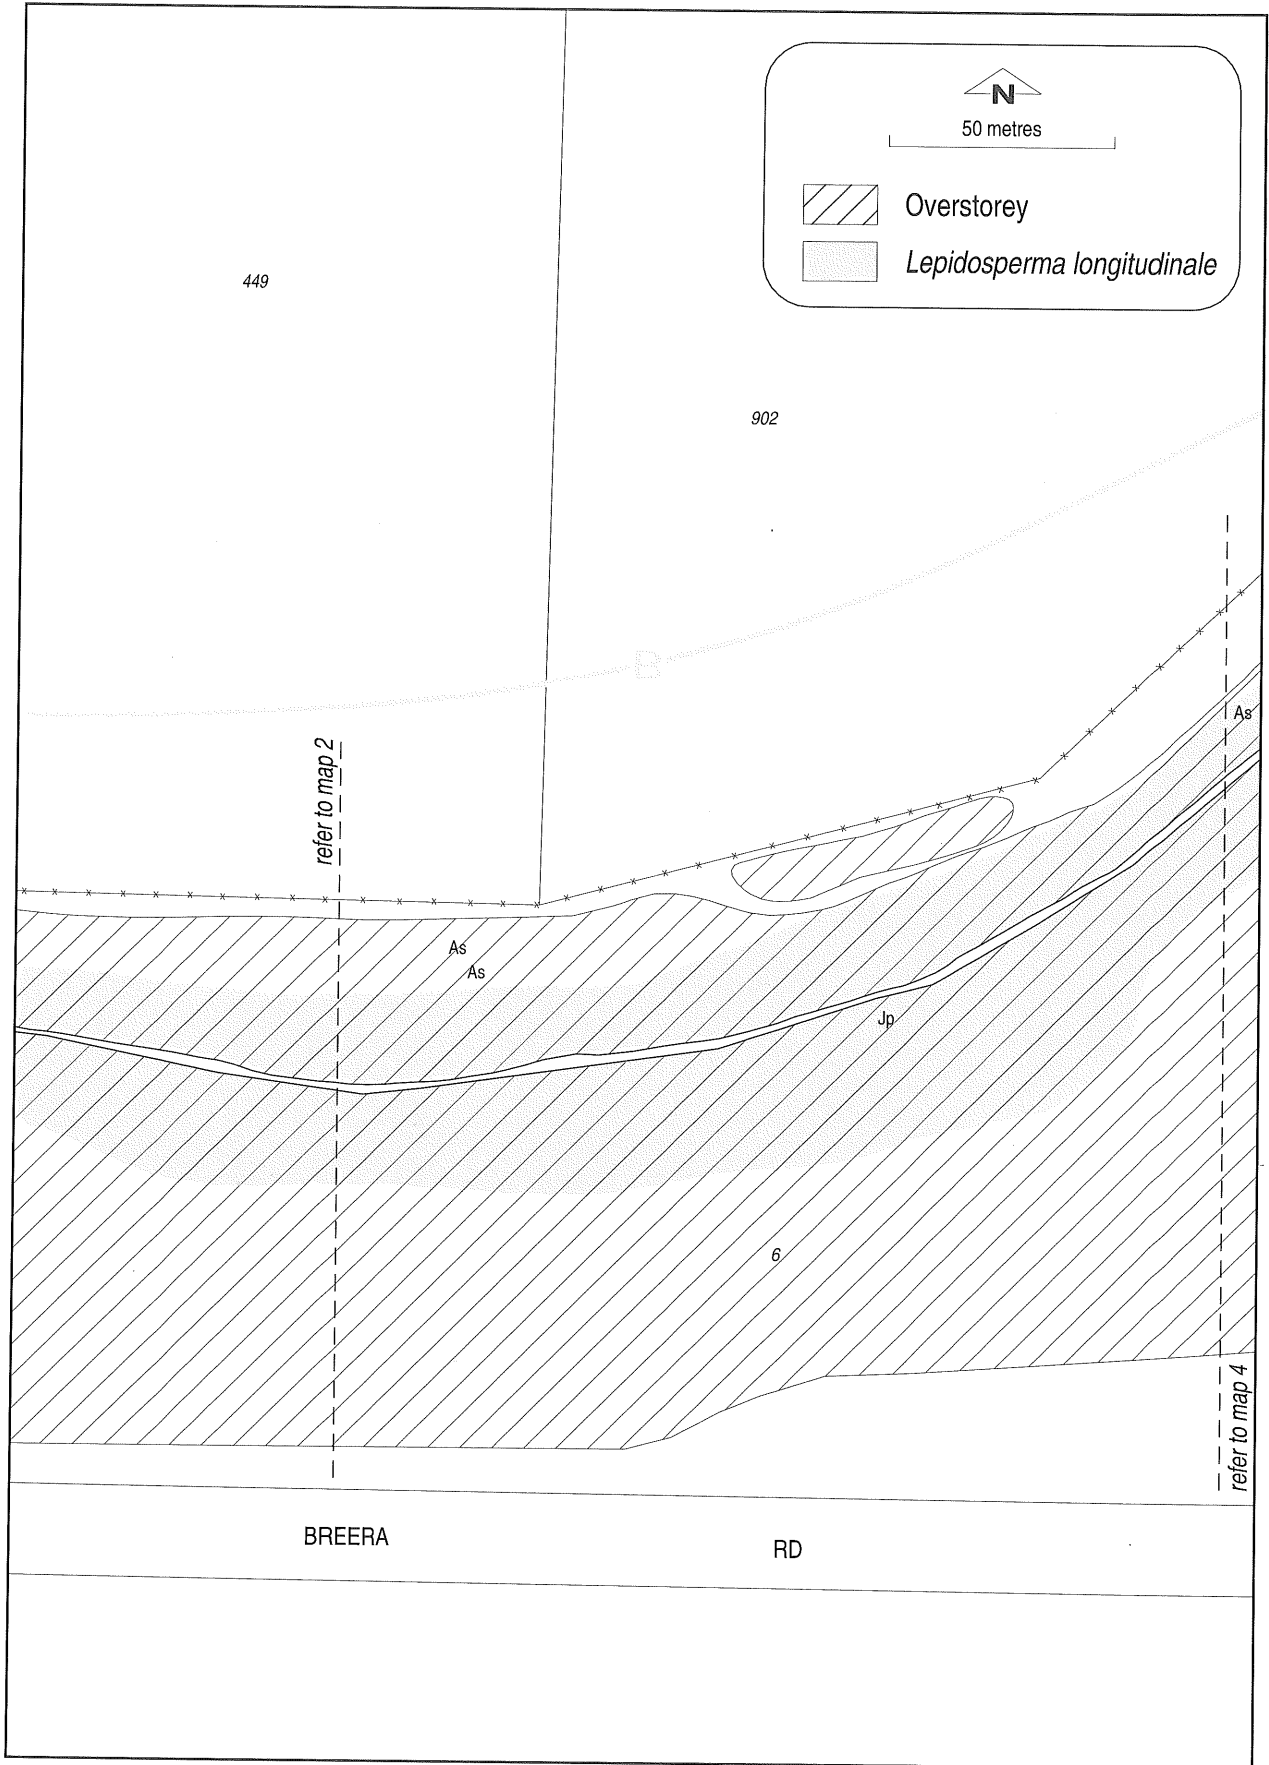 N
50 metres
Overstorey
Lepidosperma longitudinale
449
902
B
As
refer to map 2
As
As
Jp
6
refer to map 4
BREERA RD